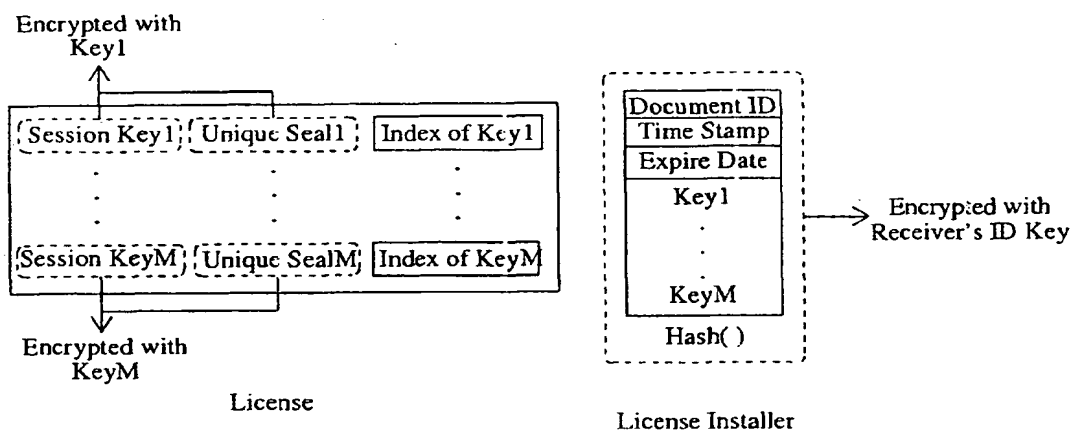 Encrypted with
Key1
Session Key1 Unique Seal1 Index of Key1
Session KeyM Unique SealM Index of KeyM
Encrypted with
KeyM
License
Document ID
Time Stamp
Expire Date
Key1
KeyM
Hash( )
Encrypted with
Receiver's ID Key
License Installer